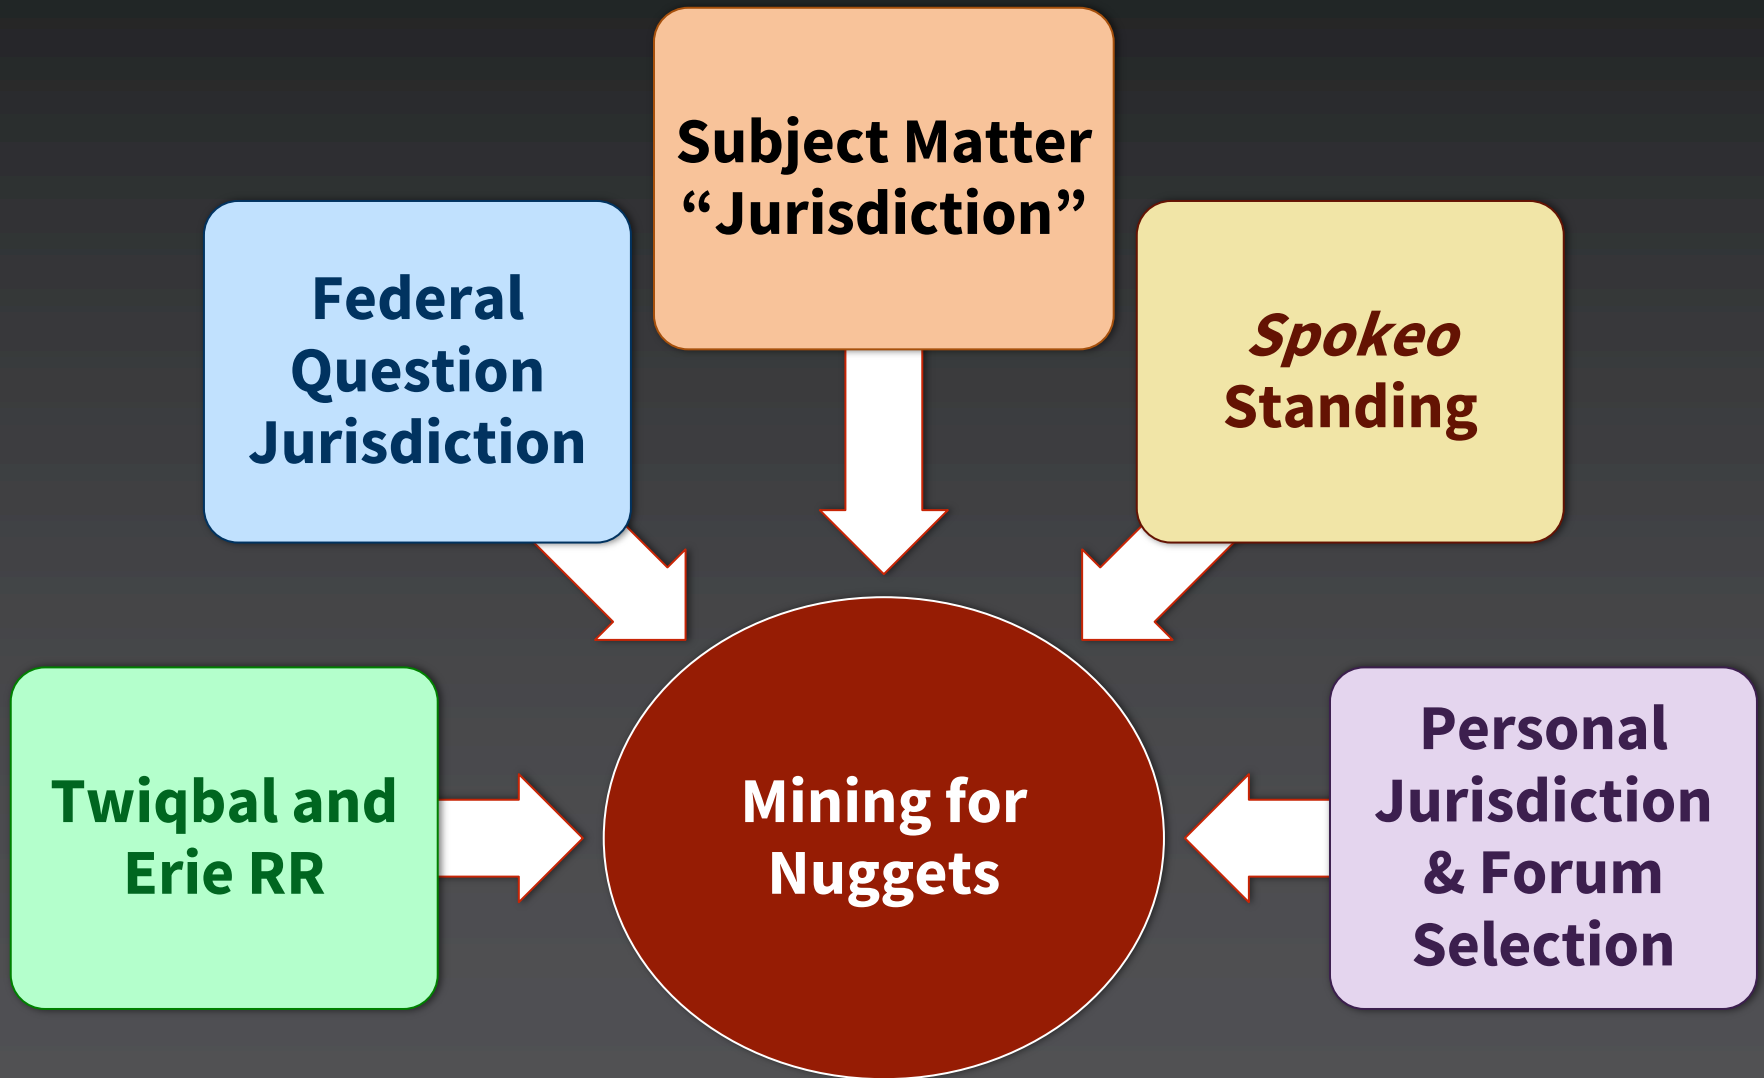 Subject Matter
“Jurisdiction”
Federal
Question
Jurisdiction
Spokeo
Standing
Twiqbal and
Erie RR
Mining for
Nuggets
Personal
Jurisdiction
& Forum
Selection